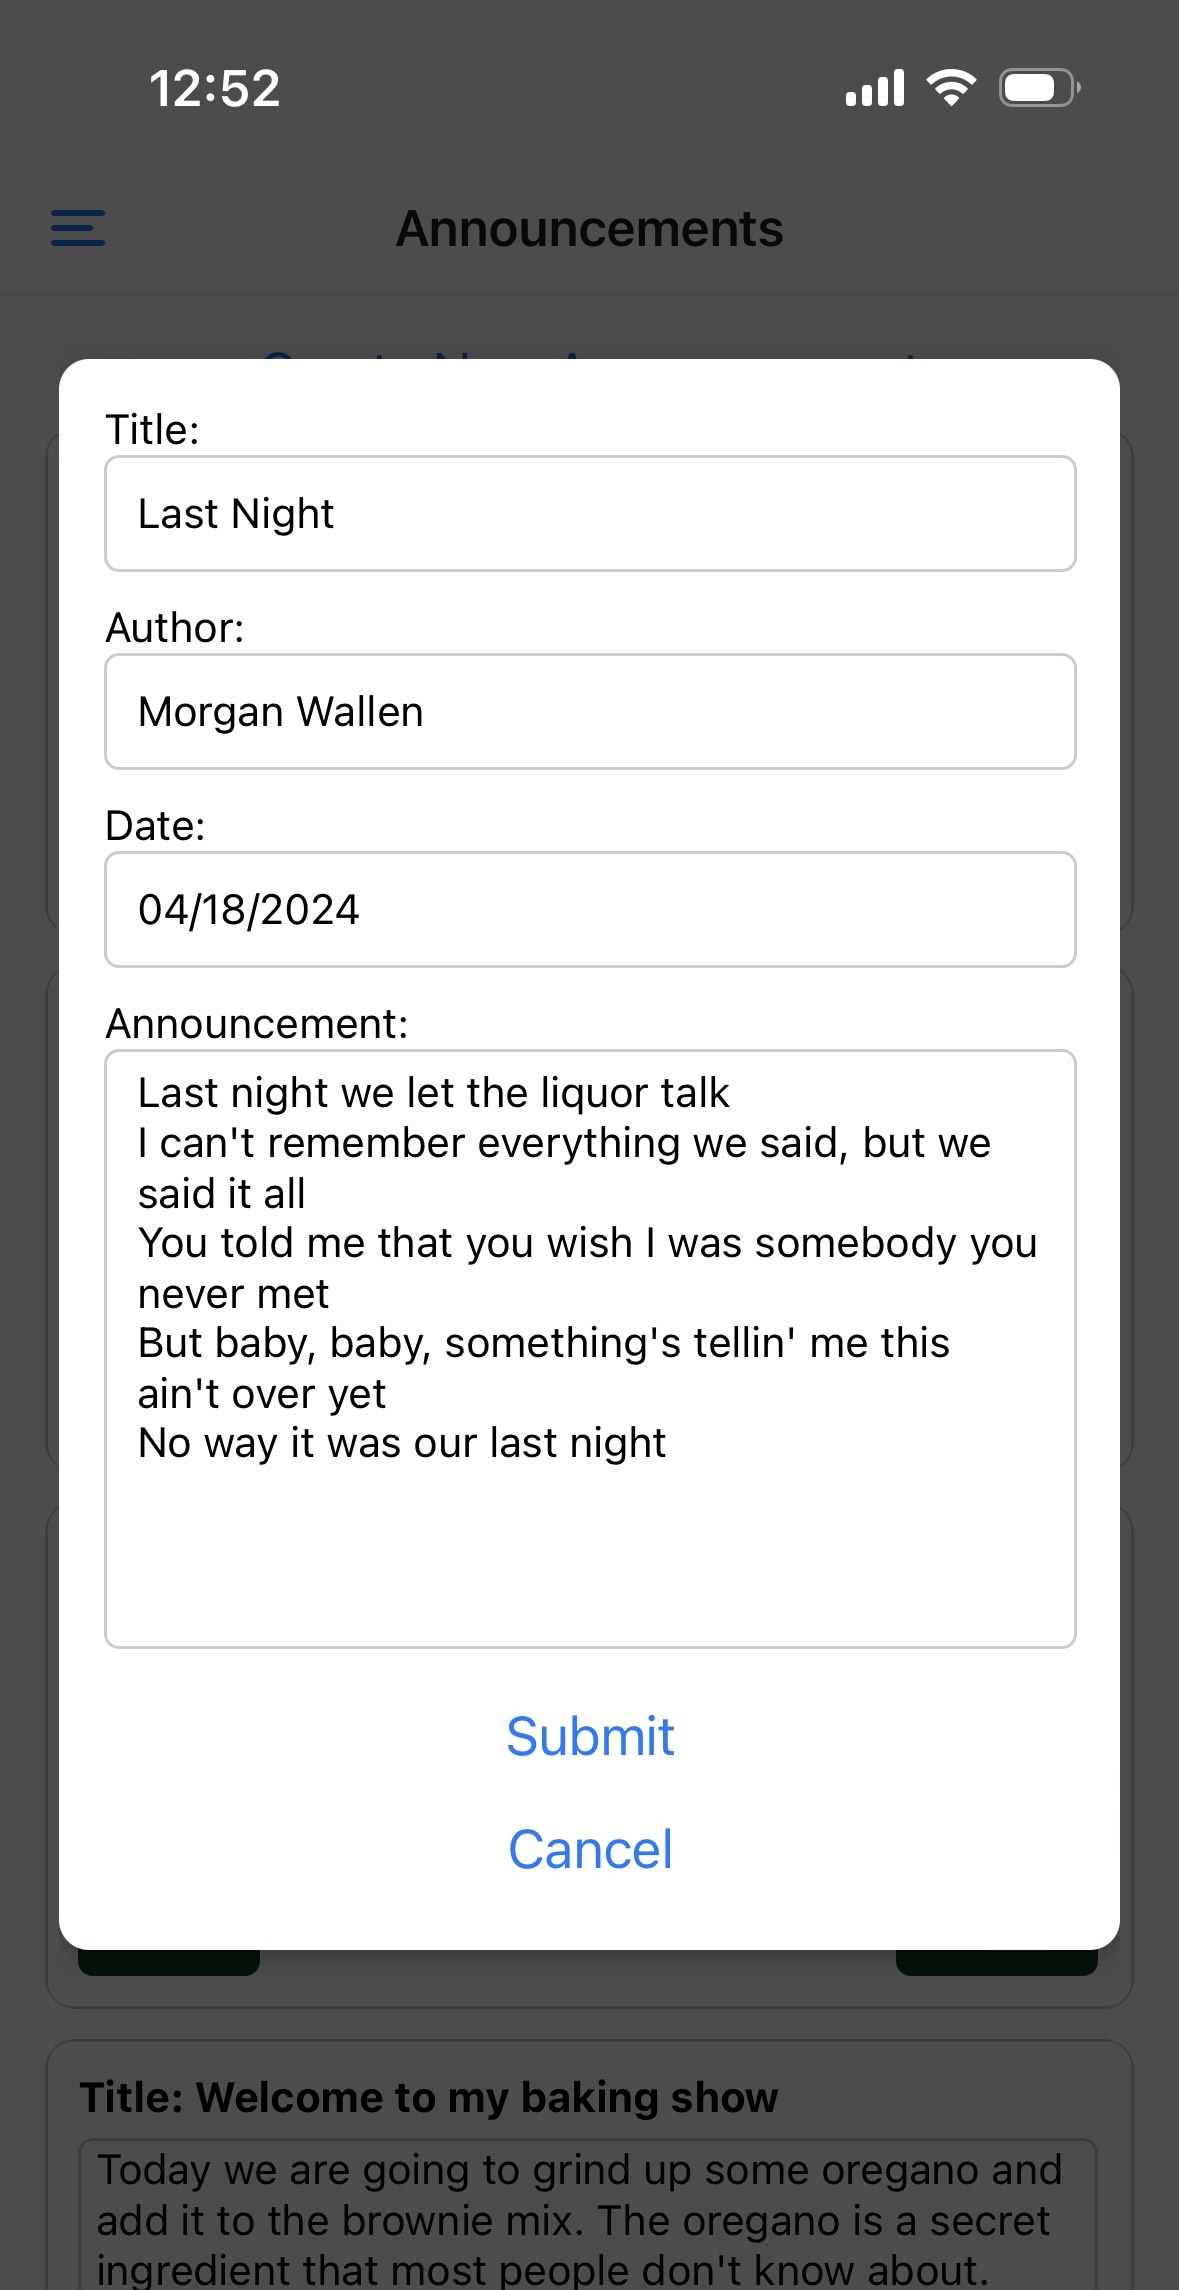 12:52
Announcements
Title:
Last Night
Author:
Morgan Wallen
Date:
04/18/2024
Announcement:
Last night we let the liquor talk
I can't remember everything we said, but we
said it all
You told me that you wish I was somebody you
never met
But baby, baby, something's tellin' me this
ain't over yet
No way it was our last night
Submit
Cancel
Title: Welcome to my baking show
Today we are going to grind up some oregano and
add it to the brownie mix. The oregano is a secret
ingredient that most people don't know about.